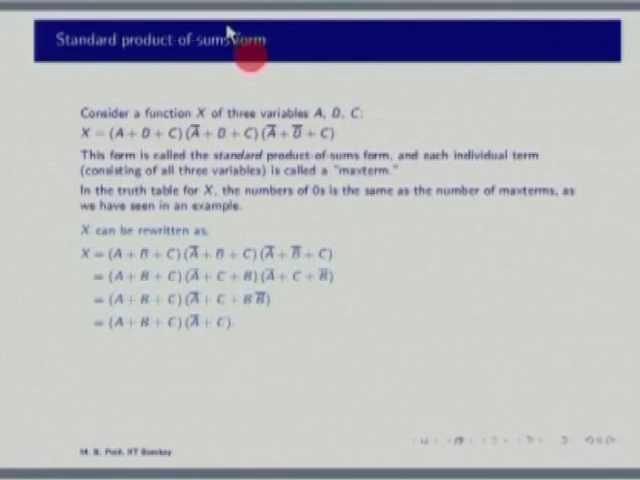 Standard product-of-sums form
Consider a function X of three variables A, B, C:
X = (A + B + C) (A̅ + B + C) (A̅ + B̅ + C)
This form is called the standard product-of-sums form, and each individual term
(consisting of all three variables) is called a "maxterm."
In the truth table for X, the numbers of 0s is the same as the number of maxterms, as
we have seen in an example.
X can be rewritten as,
X = (A + B + C) (A̅ + B + C) (A̅ + B̅ + C)
= (A + B + C) (A̅ + C + B) (A̅ + C + B̅)
= (A + B + C) (A̅ + C + B B̅)
= (A + B + C) (A̅ + C).
M. B. Patil, IIT Bombay